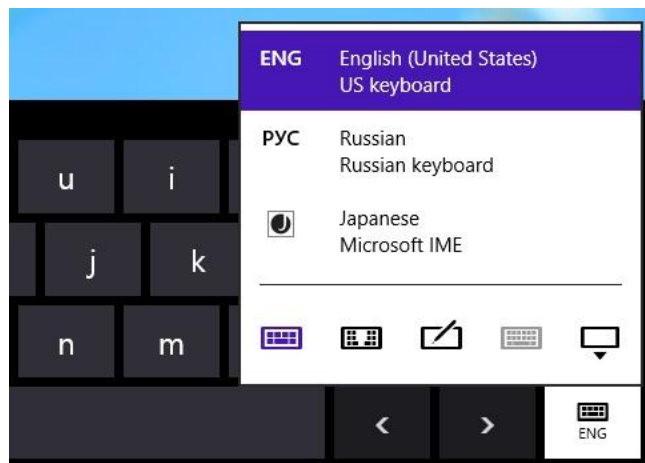 ENG English (United States)
US keyboard
РУС Russian
Russian keyboard
Japanese
Microsoft IME
u i
j k
n m
< >
ENG